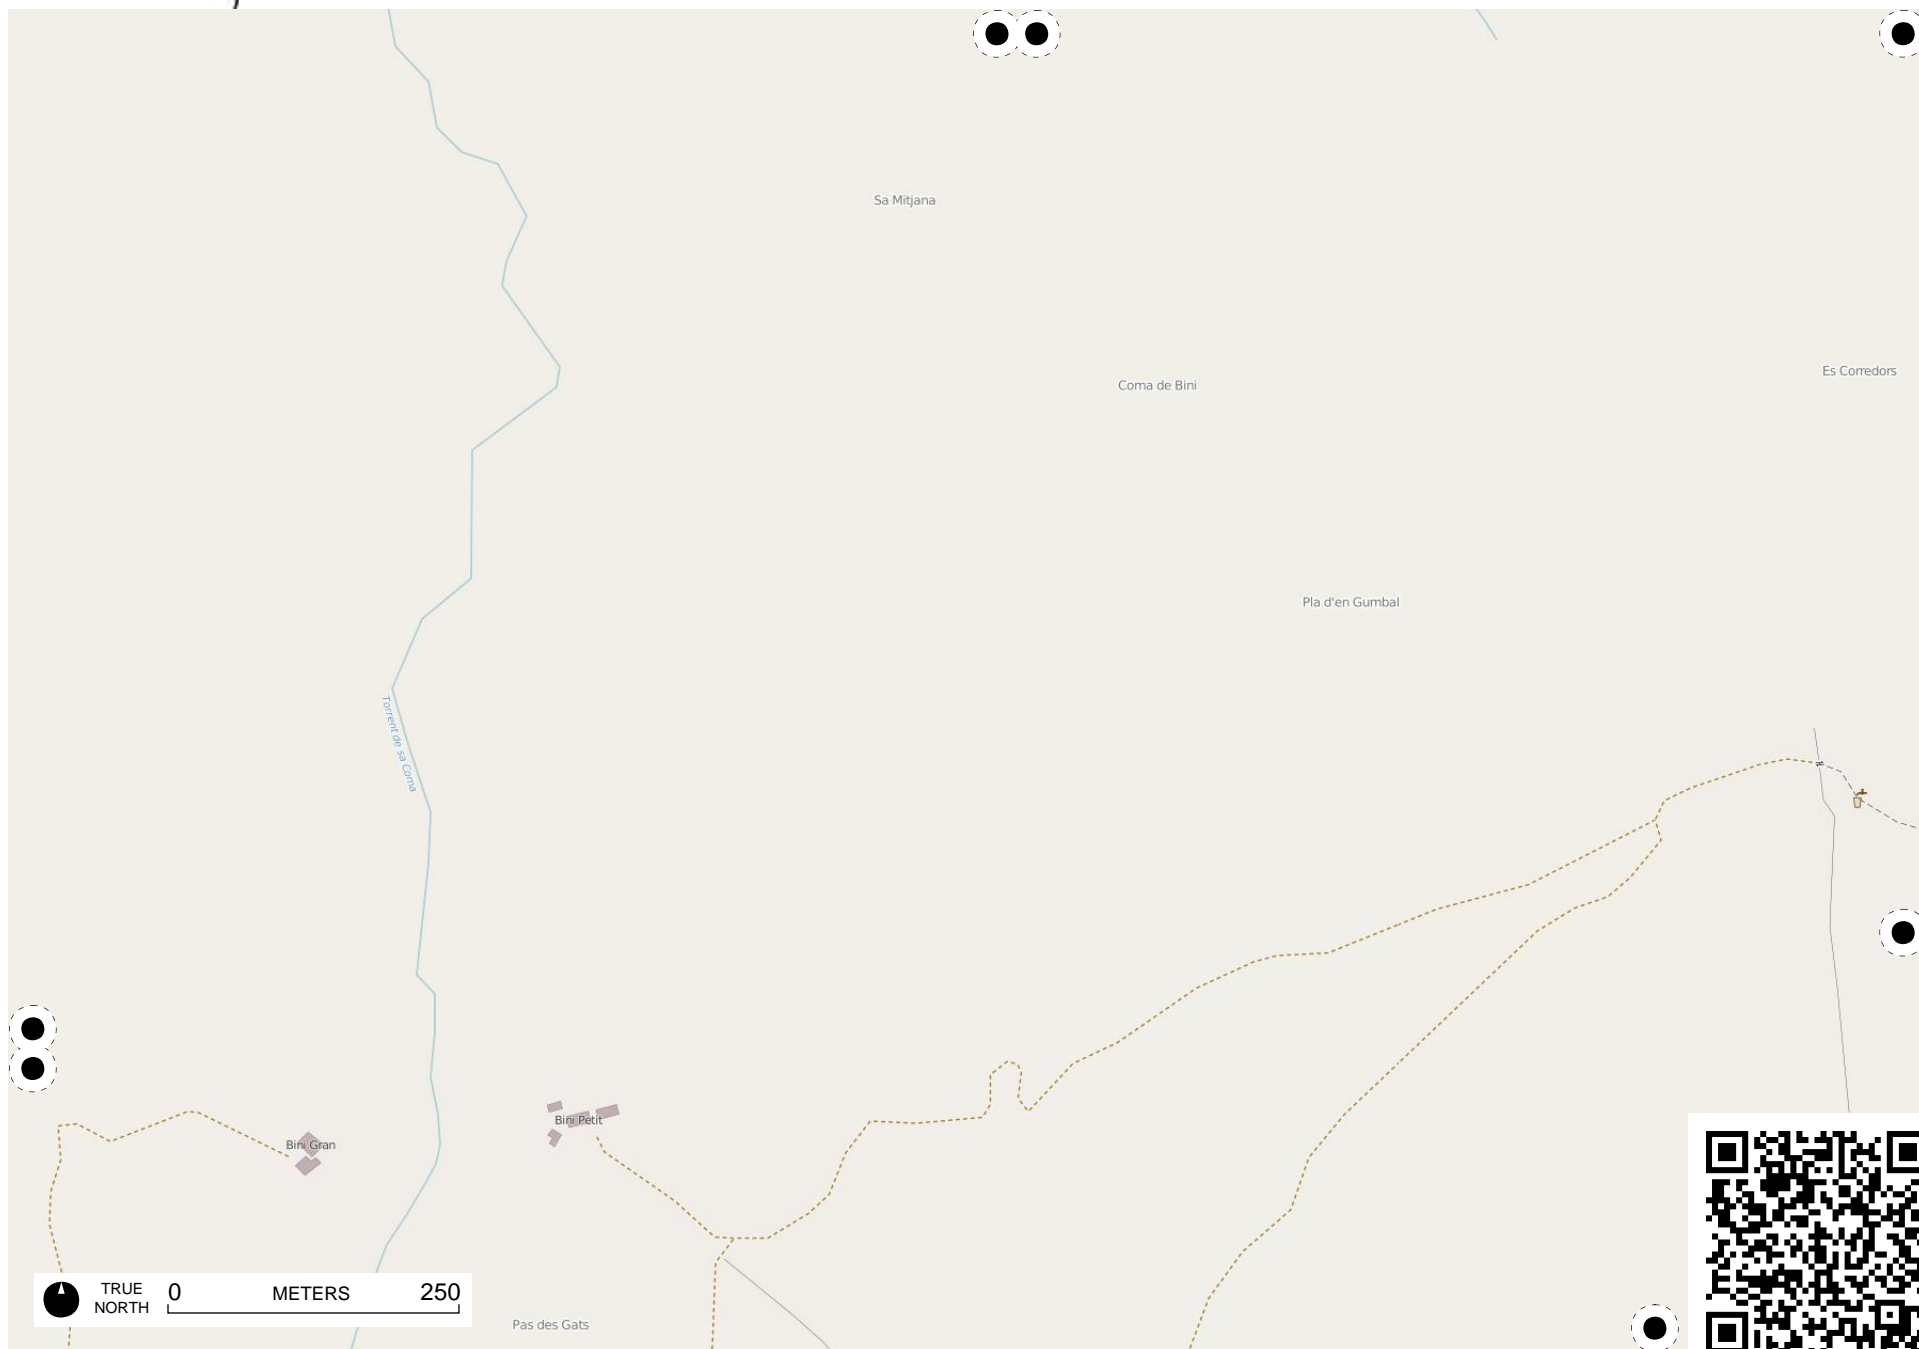 Sa Mitjana
Es Corredors
Coma de Bini
Pla d'en Gumbal
Torrent de sa Coma
Bini Petit
Bini Gran
TRUE
NORTH
0 METERS 250
Pas des Gats